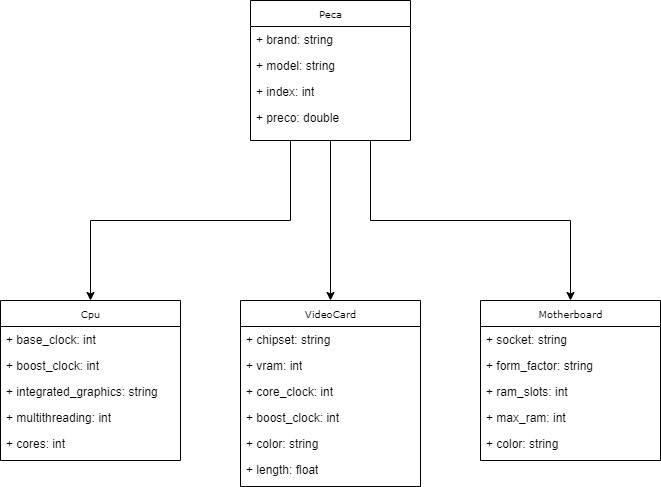 Peca
+ brand: string
+ model: string
+ index: int
+ preco: double
Cpu
+ base_clock: int
+ boost_clock: int
+ integrated_graphics: string
+ multithreading: int
+ cores: int
VideoCard
+ chipset: string
+ vram: int
+ core_clock: int
+ boost_clock: int
+ color: string
+ length: float
Motherboard
+ socket: string
+ form_factor: string
+ ram_slots: int
+ max_ram: int
+ color: string